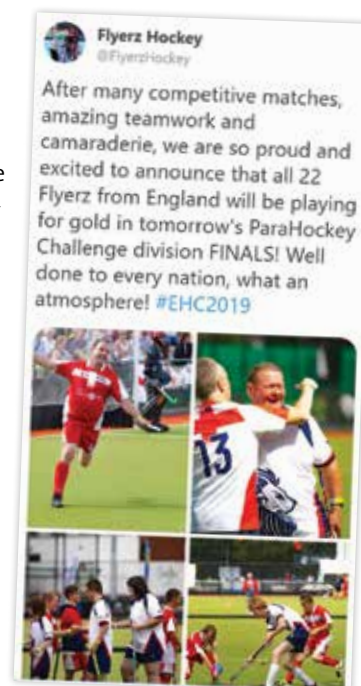 Flyerz Hockey
@FlyerzHockey
After many competitive matches,
amazing teamwork and
camaraderie, we are so proud and
excited to announce that all 22
Flyerz from England will be playing
for gold in tomorrow's ParaHockey
Challenge division FINALS! Well
done to every nation, what an
atmosphere! #EHC2019
13